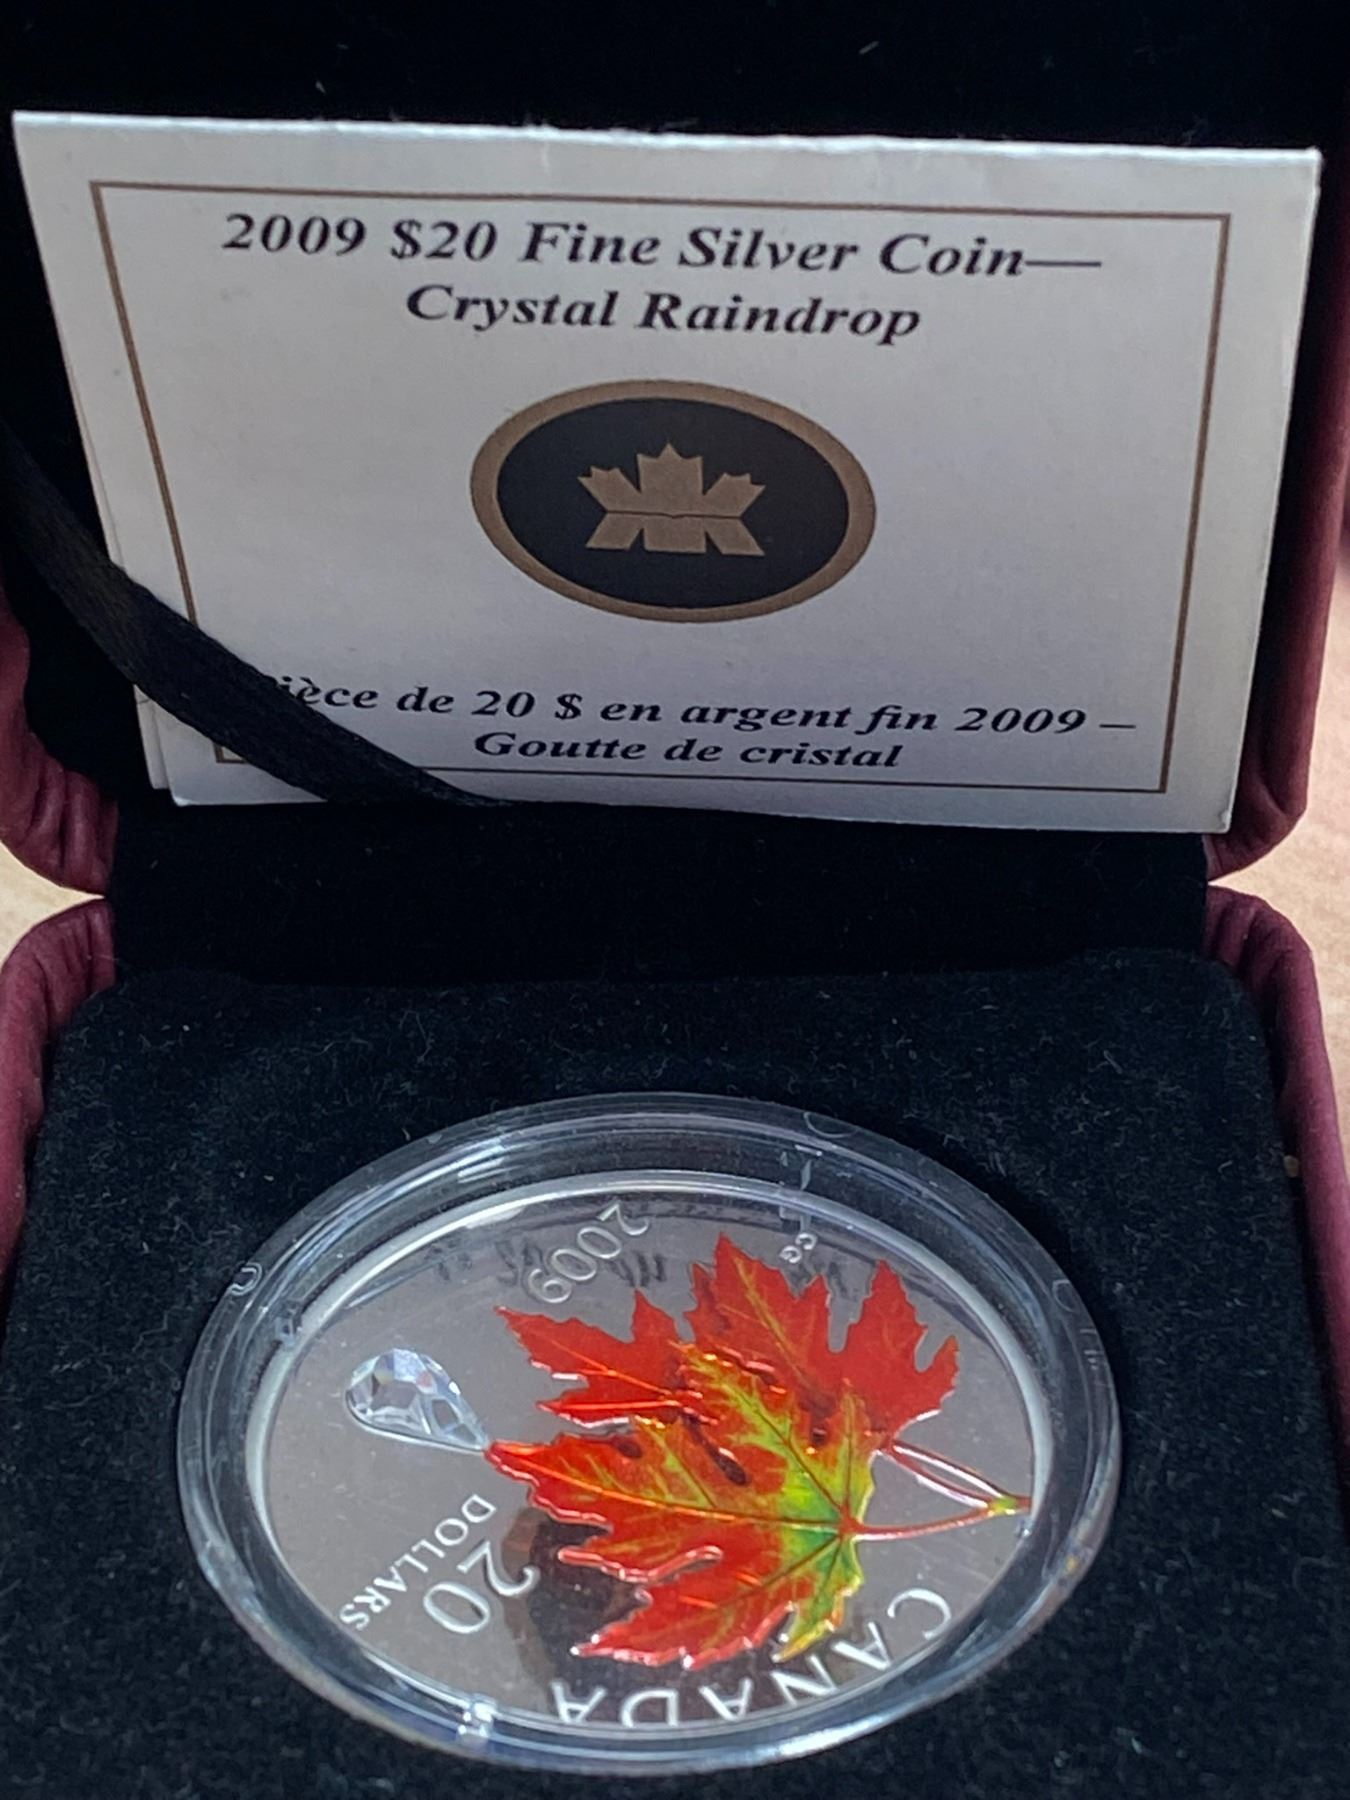 2009 $20 Fine Silver Coin—
Crystal Raindrop
ièce de 20 $ en argent fin 2009 –
Goutte de cristal
2009
CG
20
DOLLARS
CANADA